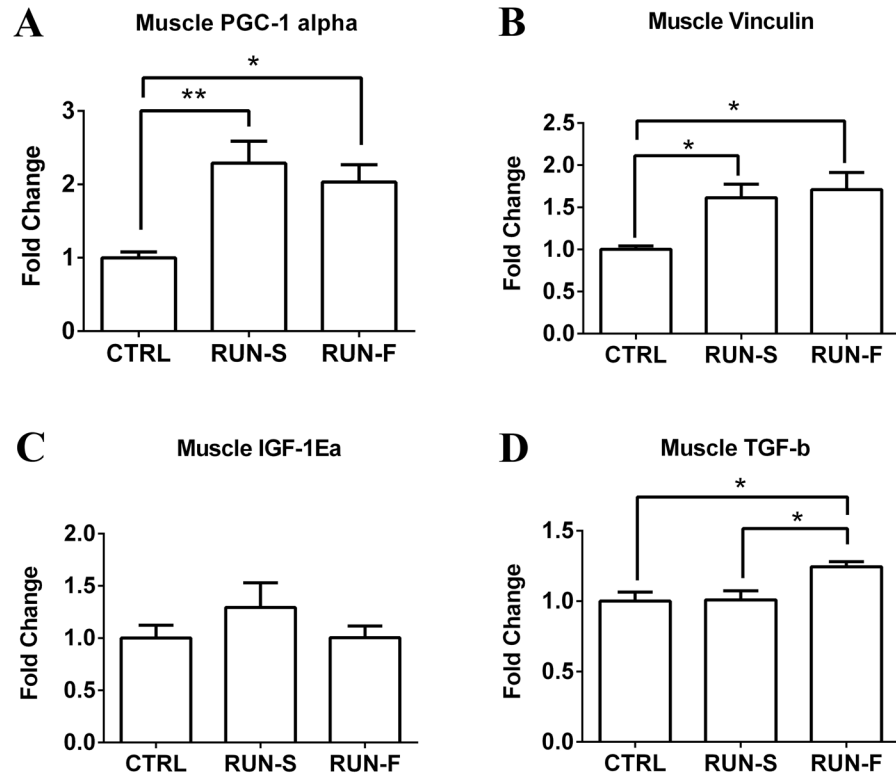 A
Muscle PGC-1 alpha
*
**
3
2
1
0
Fold Change
CTRL RUN-S RUN-F
B
Muscle Vinculin
*
*
2.5
2.0
1.5
1.0
0.5
0.0
Fold Change
CTRL RUN-S RUN-F
C
Muscle IGF-1Ea
2.0
1.5
1.0
0.5
0.0
Fold Change
CTRL RUN-S RUN-F
D
Muscle TGF-b
*
*
1.5
1.0
0.5
0.0
Fold Change
CTRL RUN-S RUN-F